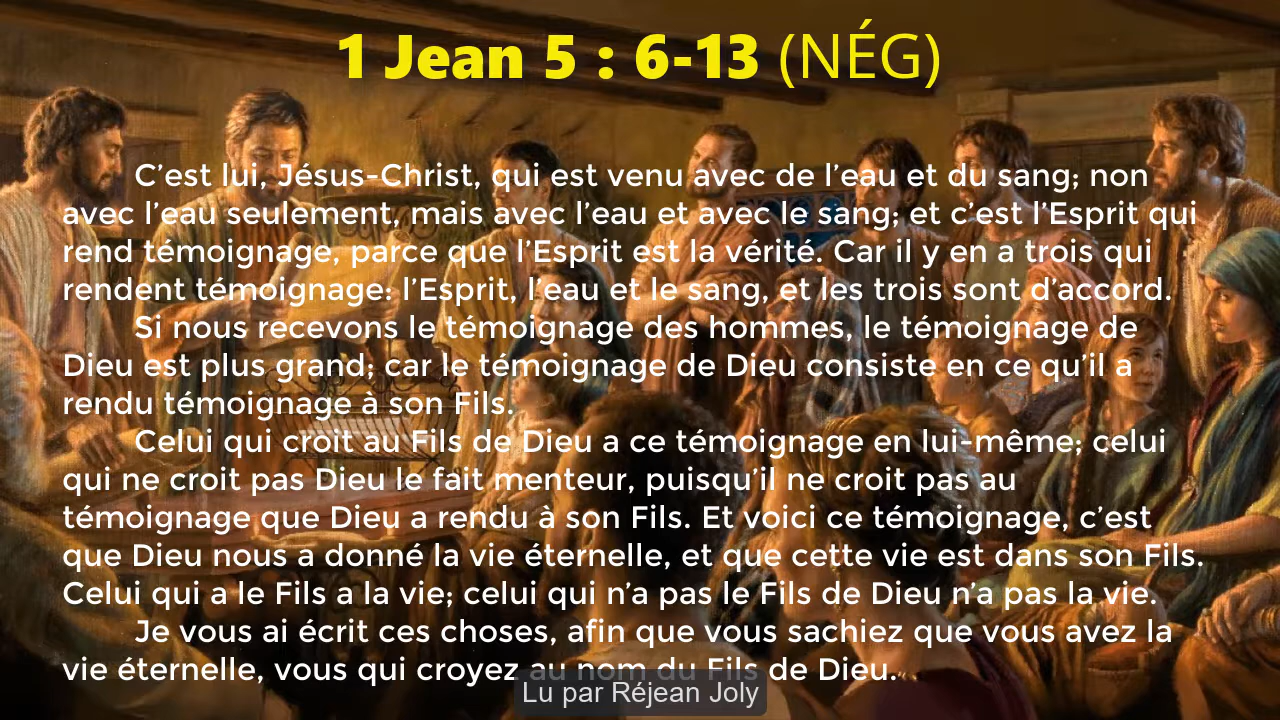 1 Jean 5 : 6-13 (NÉG)
C’est lui, Jésus-Christ, qui est venu avec de l’eau et du sang; non
avec l’eau seulement, mais avec l’eau et avec le sang; et c’est l’Esprit qui
rend témoignage, parce que l’Esprit est la vérité. Car il y en a trois qui
rendent témoignage: l’Esprit, l’eau et le sang, et les trois sont d’accord.
Si nous recevons le témoignage des hommes, le témoignage de
Dieu est plus grand; car le témoignage de Dieu consiste en ce qu’il a
rendu témoignage à son Fils.
Celui qui croit au Fils de Dieu a ce témoignage en lui-même; celui
qui ne croit pas Dieu le fait menteur, puisqu’il ne croit pas au
témoignage que Dieu a rendu à son Fils. Et voici ce témoignage, c’est
que Dieu nous a donné la vie éternelle, et que cette vie est dans son Fils.
Celui qui a le Fils a la vie; celui qui n’a pas le Fils de Dieu n’a pas la vie.
Je vous ai écrit ces choses, afin que vous sachiez que vous avez la
vie éternelle, vous qui croyez au nom du Fils de Dieu.
Lu par Réjean Joly